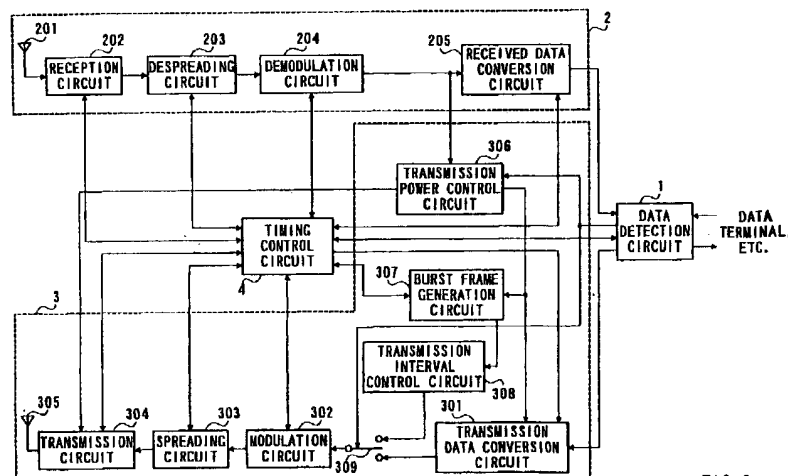 201
202
203
204
205
2
RECEPTION
CIRCUIT
DESPREADING
CIRCUIT
DEMODULATION
CIRCUIT
RECEIVED DATA
CONVERSION
CIRCUIT
306
TRANSMISSION
POWER CONTROL
CIRCUIT
1
DATA
DETECTION
CIRCUIT
DATA
TERMINAL,
ETC.
TIMING
CONTROL
CIRCUIT
4
307
BURST FRAME
GENERATION
CIRCUIT
3
TRANSMISSION
INTERVAL
CONTROL CIRCUIT
308
305
304
303
302
301
TRANSMISSION
CIRCUIT
SPREADING
CIRCUIT
MODULATION
CIRCUIT
309
TRANSMISSION
DATA CONVERSION
CIRCUIT